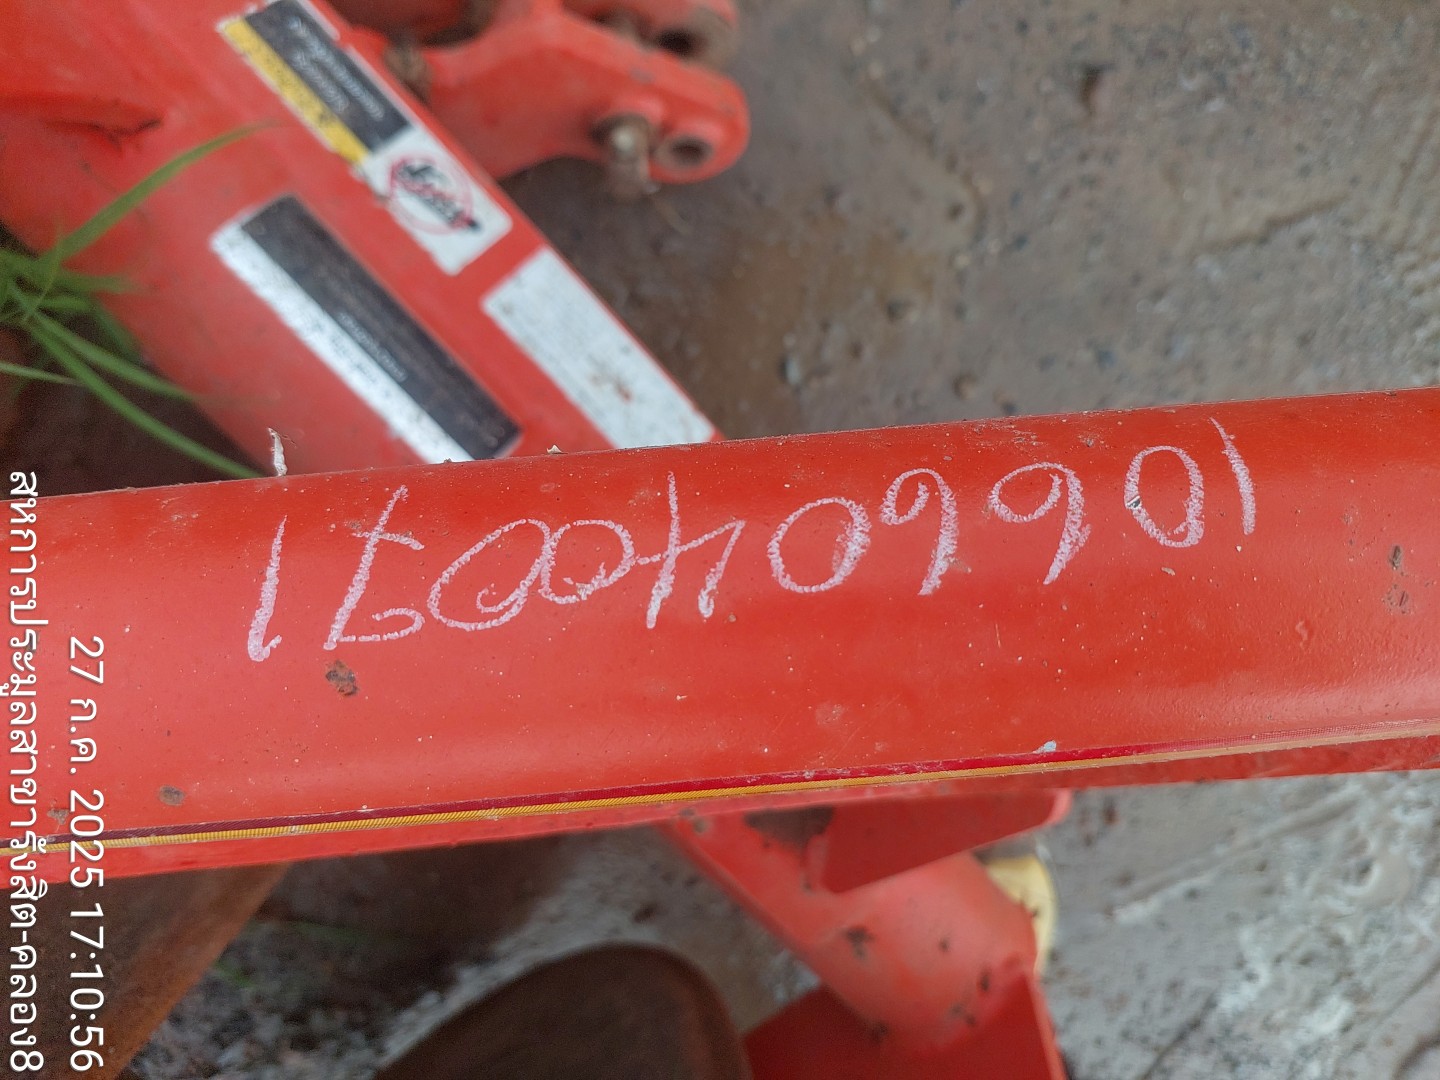 1066040071
27 ก.ค. 2025 17:10:56
สหการประมูลสาขารังสิต-คลอง8